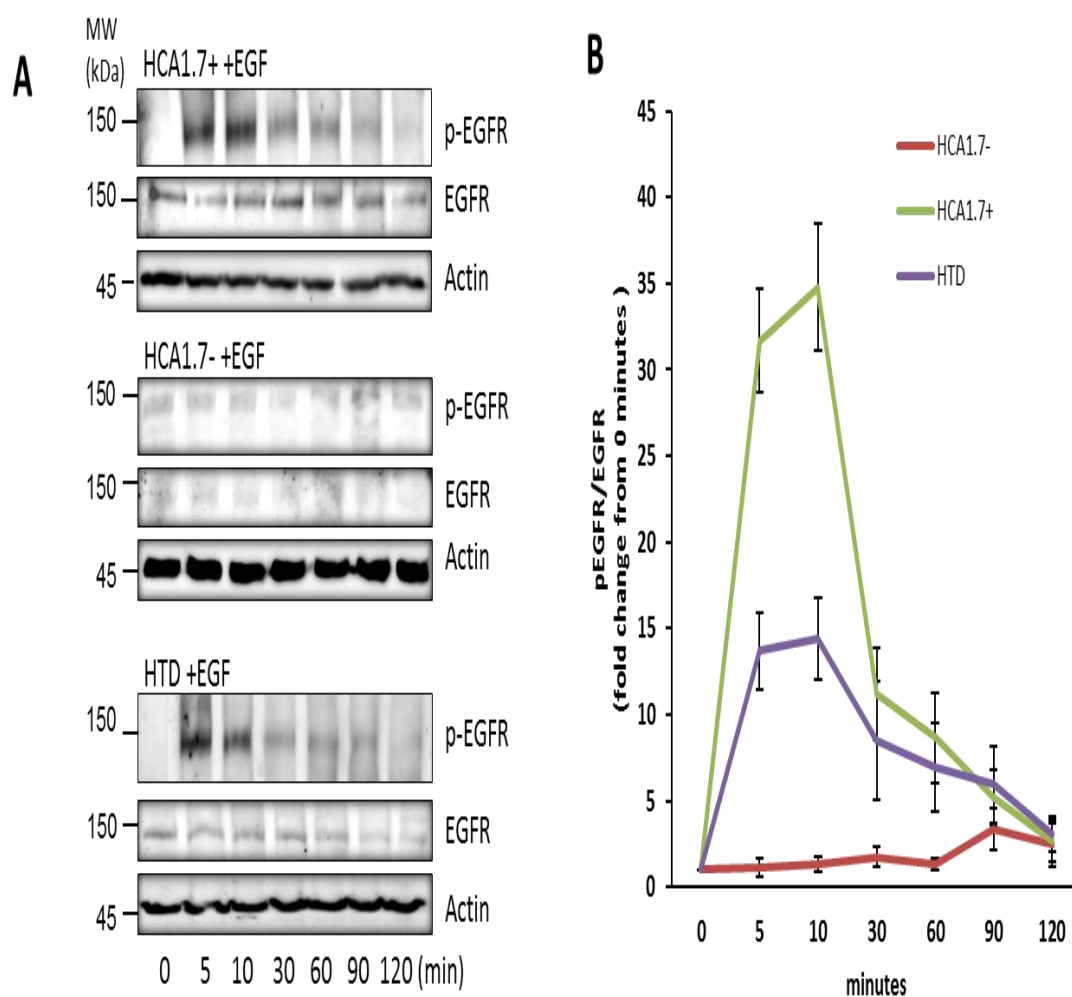 A
MW
(kDa)
HCA1.7+ +EGF
150
p-EGFR
150
EGFR
45
Actin
HCA1.7- +EGF
150
p-EGFR
150
EGFR
45
Actin
HTD +EGF
150
p-EGFR
150
EGFR
45
Actin
0 5 10 30 60 90 120 (min)
B
pEGFR/EGFR
(fold change from 0 minutes )
45
40
35
30
25
20
15
10
5
0
HCA1.7-
HCA1.7+
HTD
0 5 10 30 60 90 120
minutes